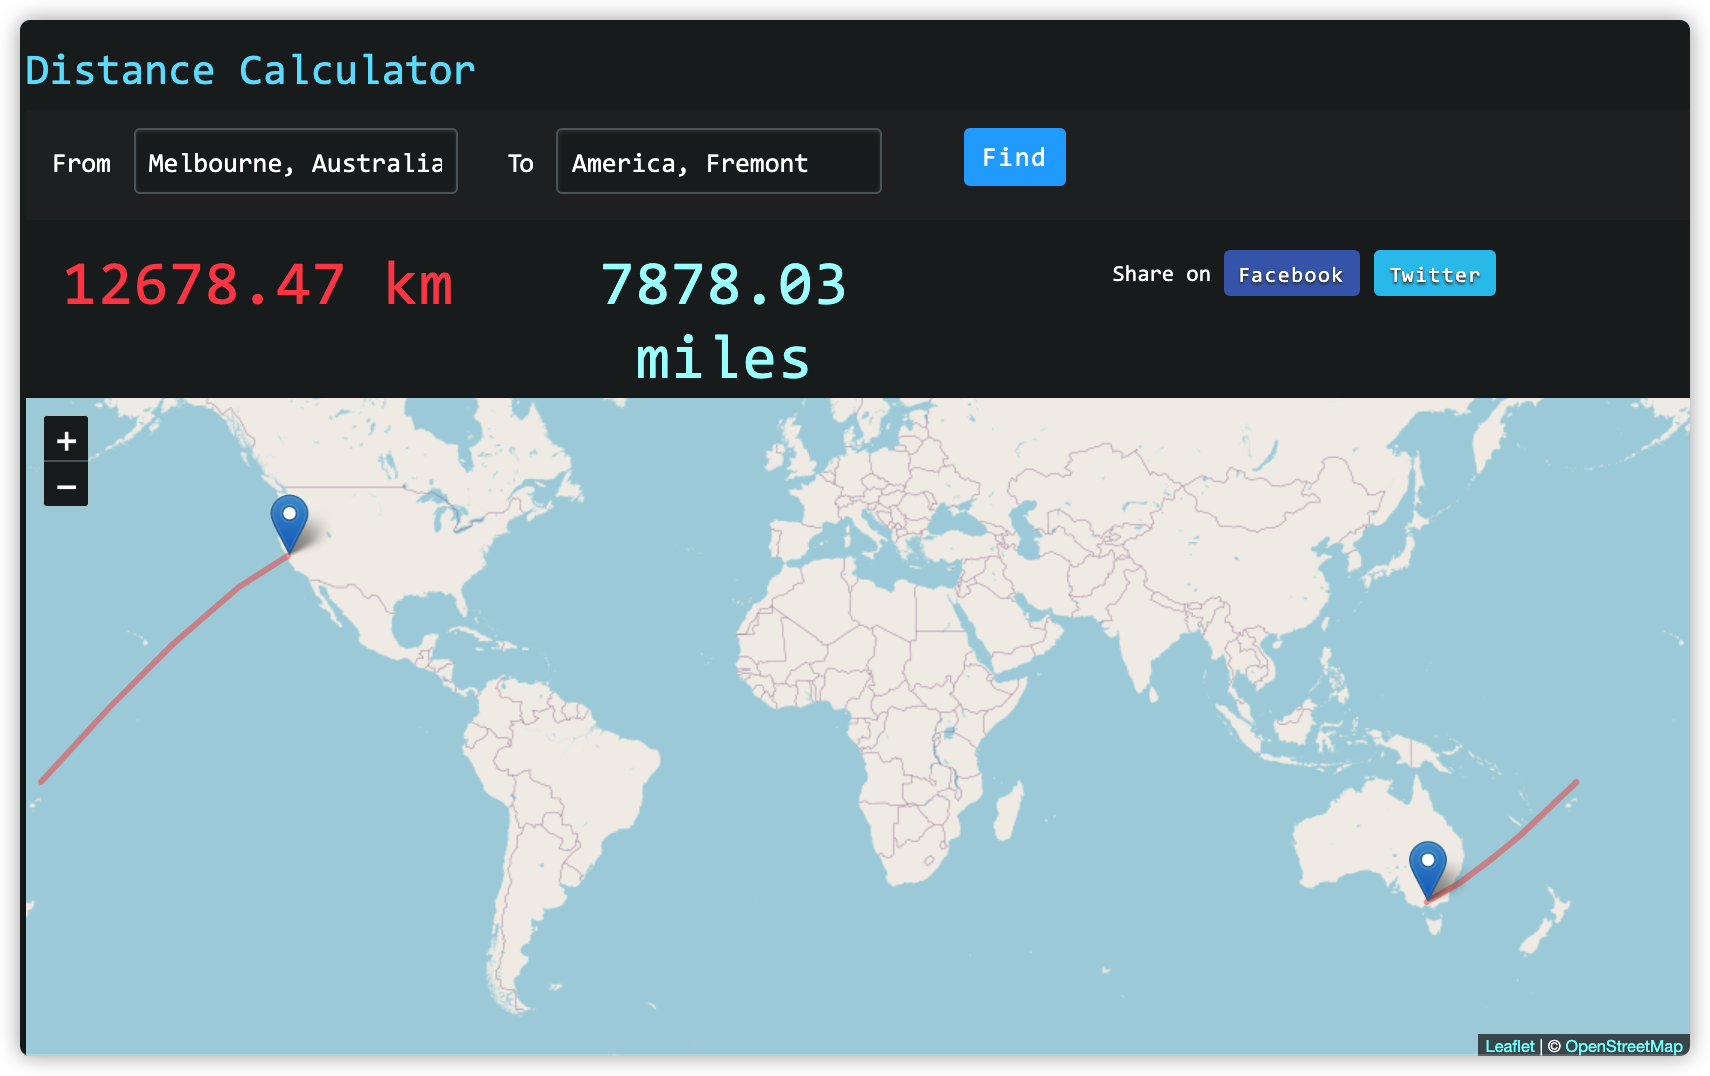 Distance Calculator
From Melbourne, Australia To America, Fremont Find
12678.47 km 7878.03 miles Share on Facebook Twitter
+
−
Leaflet | © OpenStreetMap